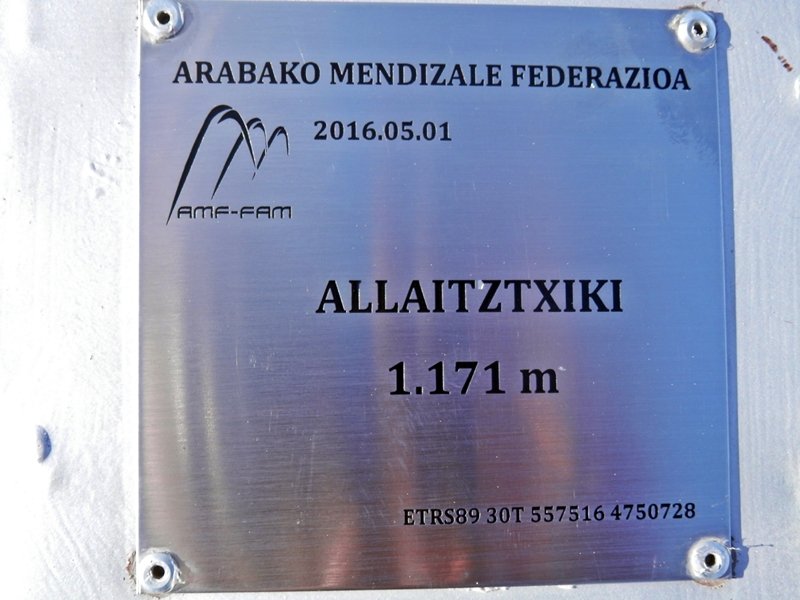 ARABAKO MENDIZALE FEDERAZIOA
2016.05.01
AMF-FAM
ALLAITZTXIKI
1.171 m
ETRS89 30T 557516 4750728